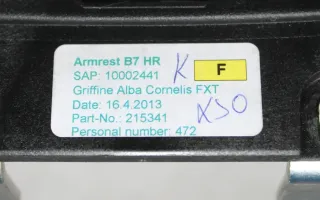 Armrest B7 HR
SAP: 10002441 K F
Griffine Alba Cornelis FXT
Date: 16.4.2013
Part-No.: 215341
Personal number: 472